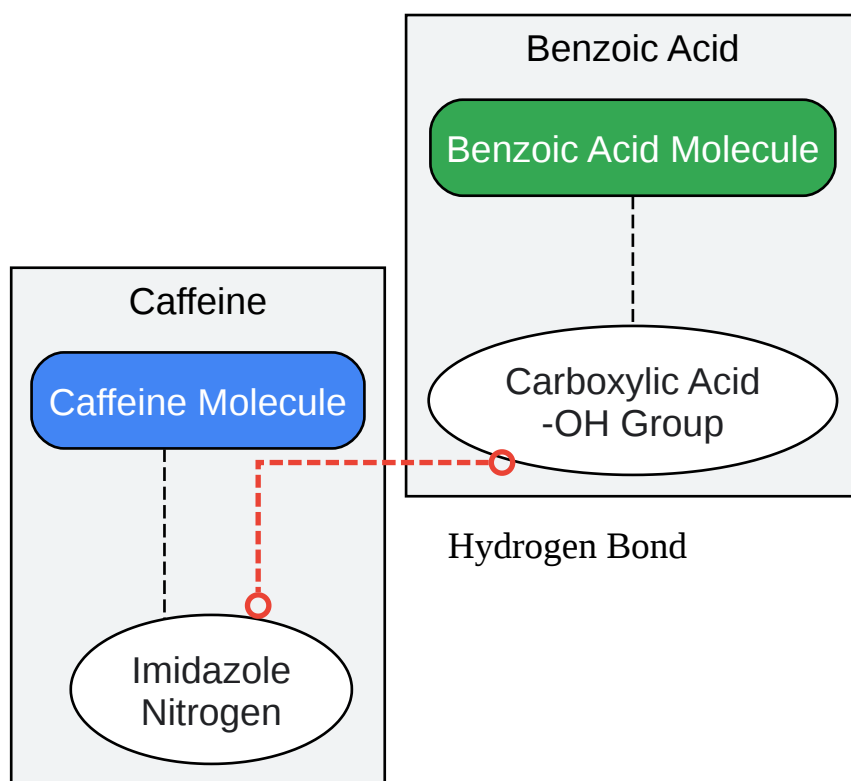 Benzoic Acid
Benzoic Acid Molecule
Carboxylic Acid
-OH Group
Caffeine
Caffeine Molecule
Hydrogen Bond
Imidazole
Nitrogen